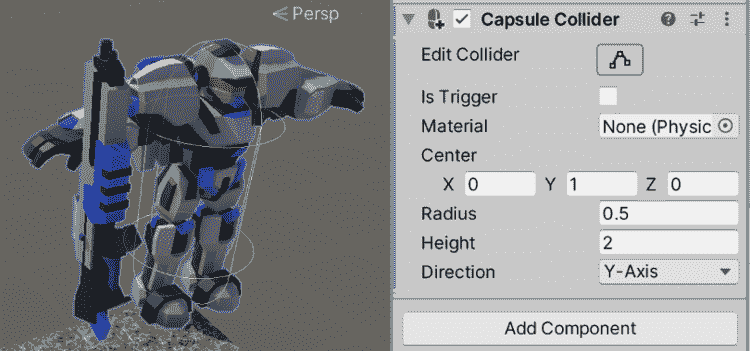 Persp
Capsule Collider
Edit Collider
Is Trigger
Material None (Physic
Center
X 0 Y 1 Z 0
Radius 0.5
Height 2
Direction Y-Axis
Add Component